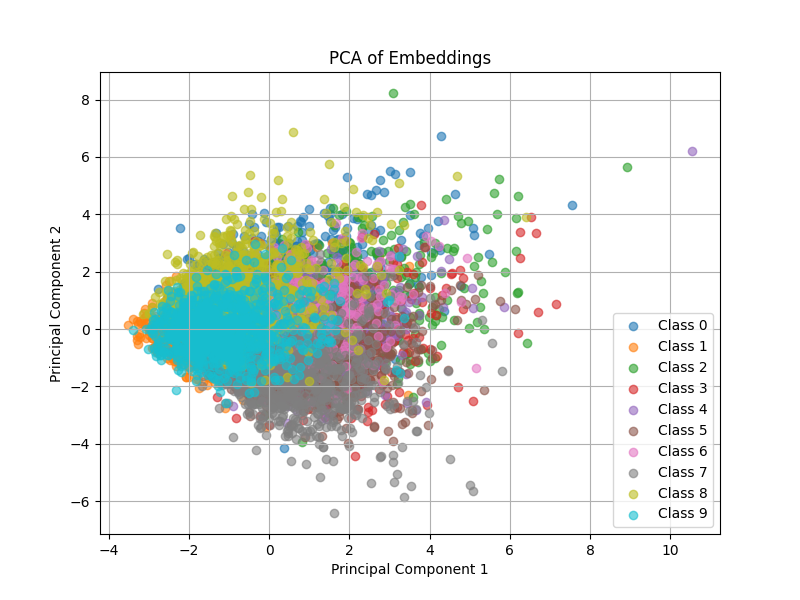 PCA of Embeddings
Principal Component 2
8
6
4
2
0
−2
−4
−6
−4 −2 0 2 4 6 8 10
Principal Component 1
Class 0
Class 1
Class 2
Class 3
Class 4
Class 5
Class 6
Class 7
Class 8
Class 9